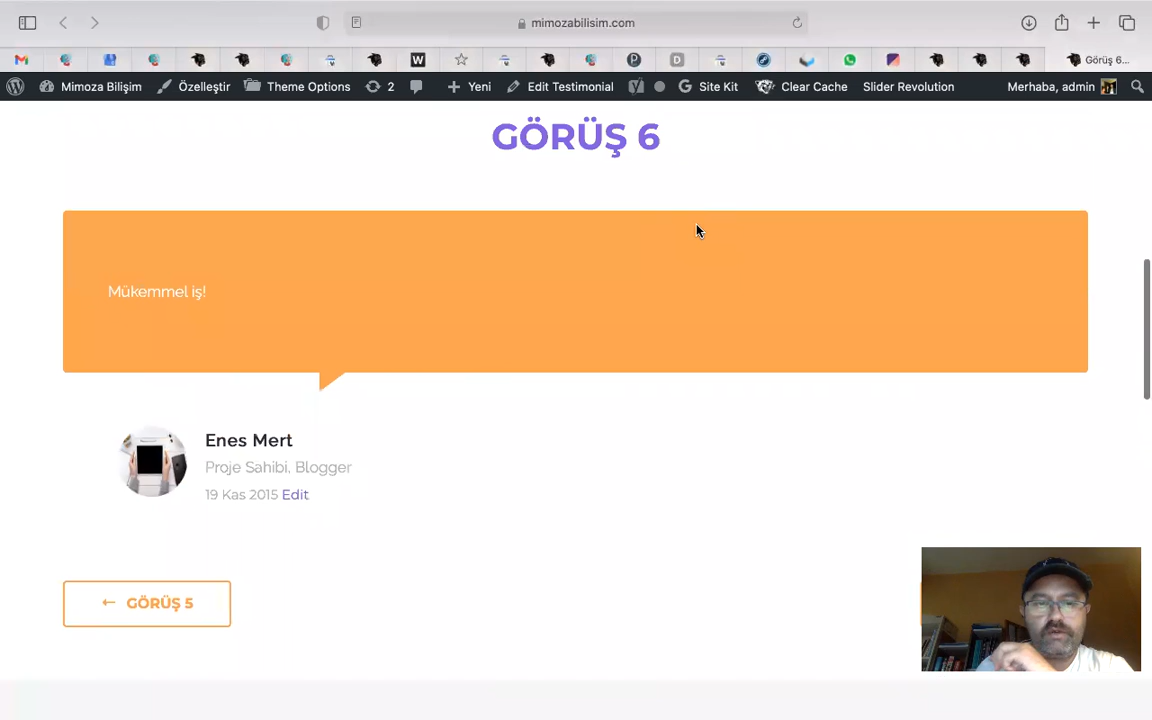 mimozabilisim.com
W
P
D
Görüş 6...
Mimoza Bilişim
Özelleştir
Theme Options
2
Yeni
Edit Testimonial
Site Kit
Clear Cache
Slider Revolution
Merhaba, admin
GÖRÜŞ 6
Mükemmel iş!
Enes Mert
Proje Sahibi, Blogger
19 Kas 2015 Edit
← GÖRÜŞ 5